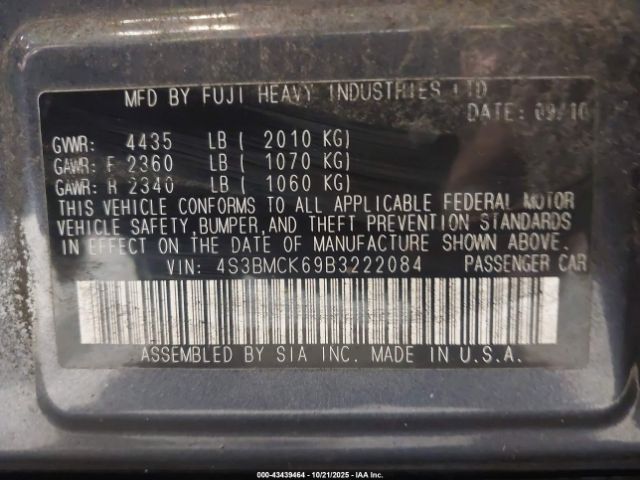 MFD BY FUJI HEAVY INDUSTRIES LTD
DATE: 09/10
GVWR: 4435 LB ( 2010 KG)
GAWR: F 2360 LB ( 1070 KG)
GAWR: R 2340 LB ( 1060 KG)
THIS VEHICLE CONFORMS TO ALL APPLICABLE FEDERAL MOTOR
VEHICLE SAFETY, BUMPER, AND THEFT PREVENTION STANDARDS
IN EFFECT ON THE DATE OF MANUFACTURE SHOWN ABOVE.
VIN: 4S3BMCK69B3222084 PASSENGER CAR
ASSEMBLED BY SIA INC. MADE IN U.S.A.
000-43439464 | 10/21/2025 | IAA Inc.